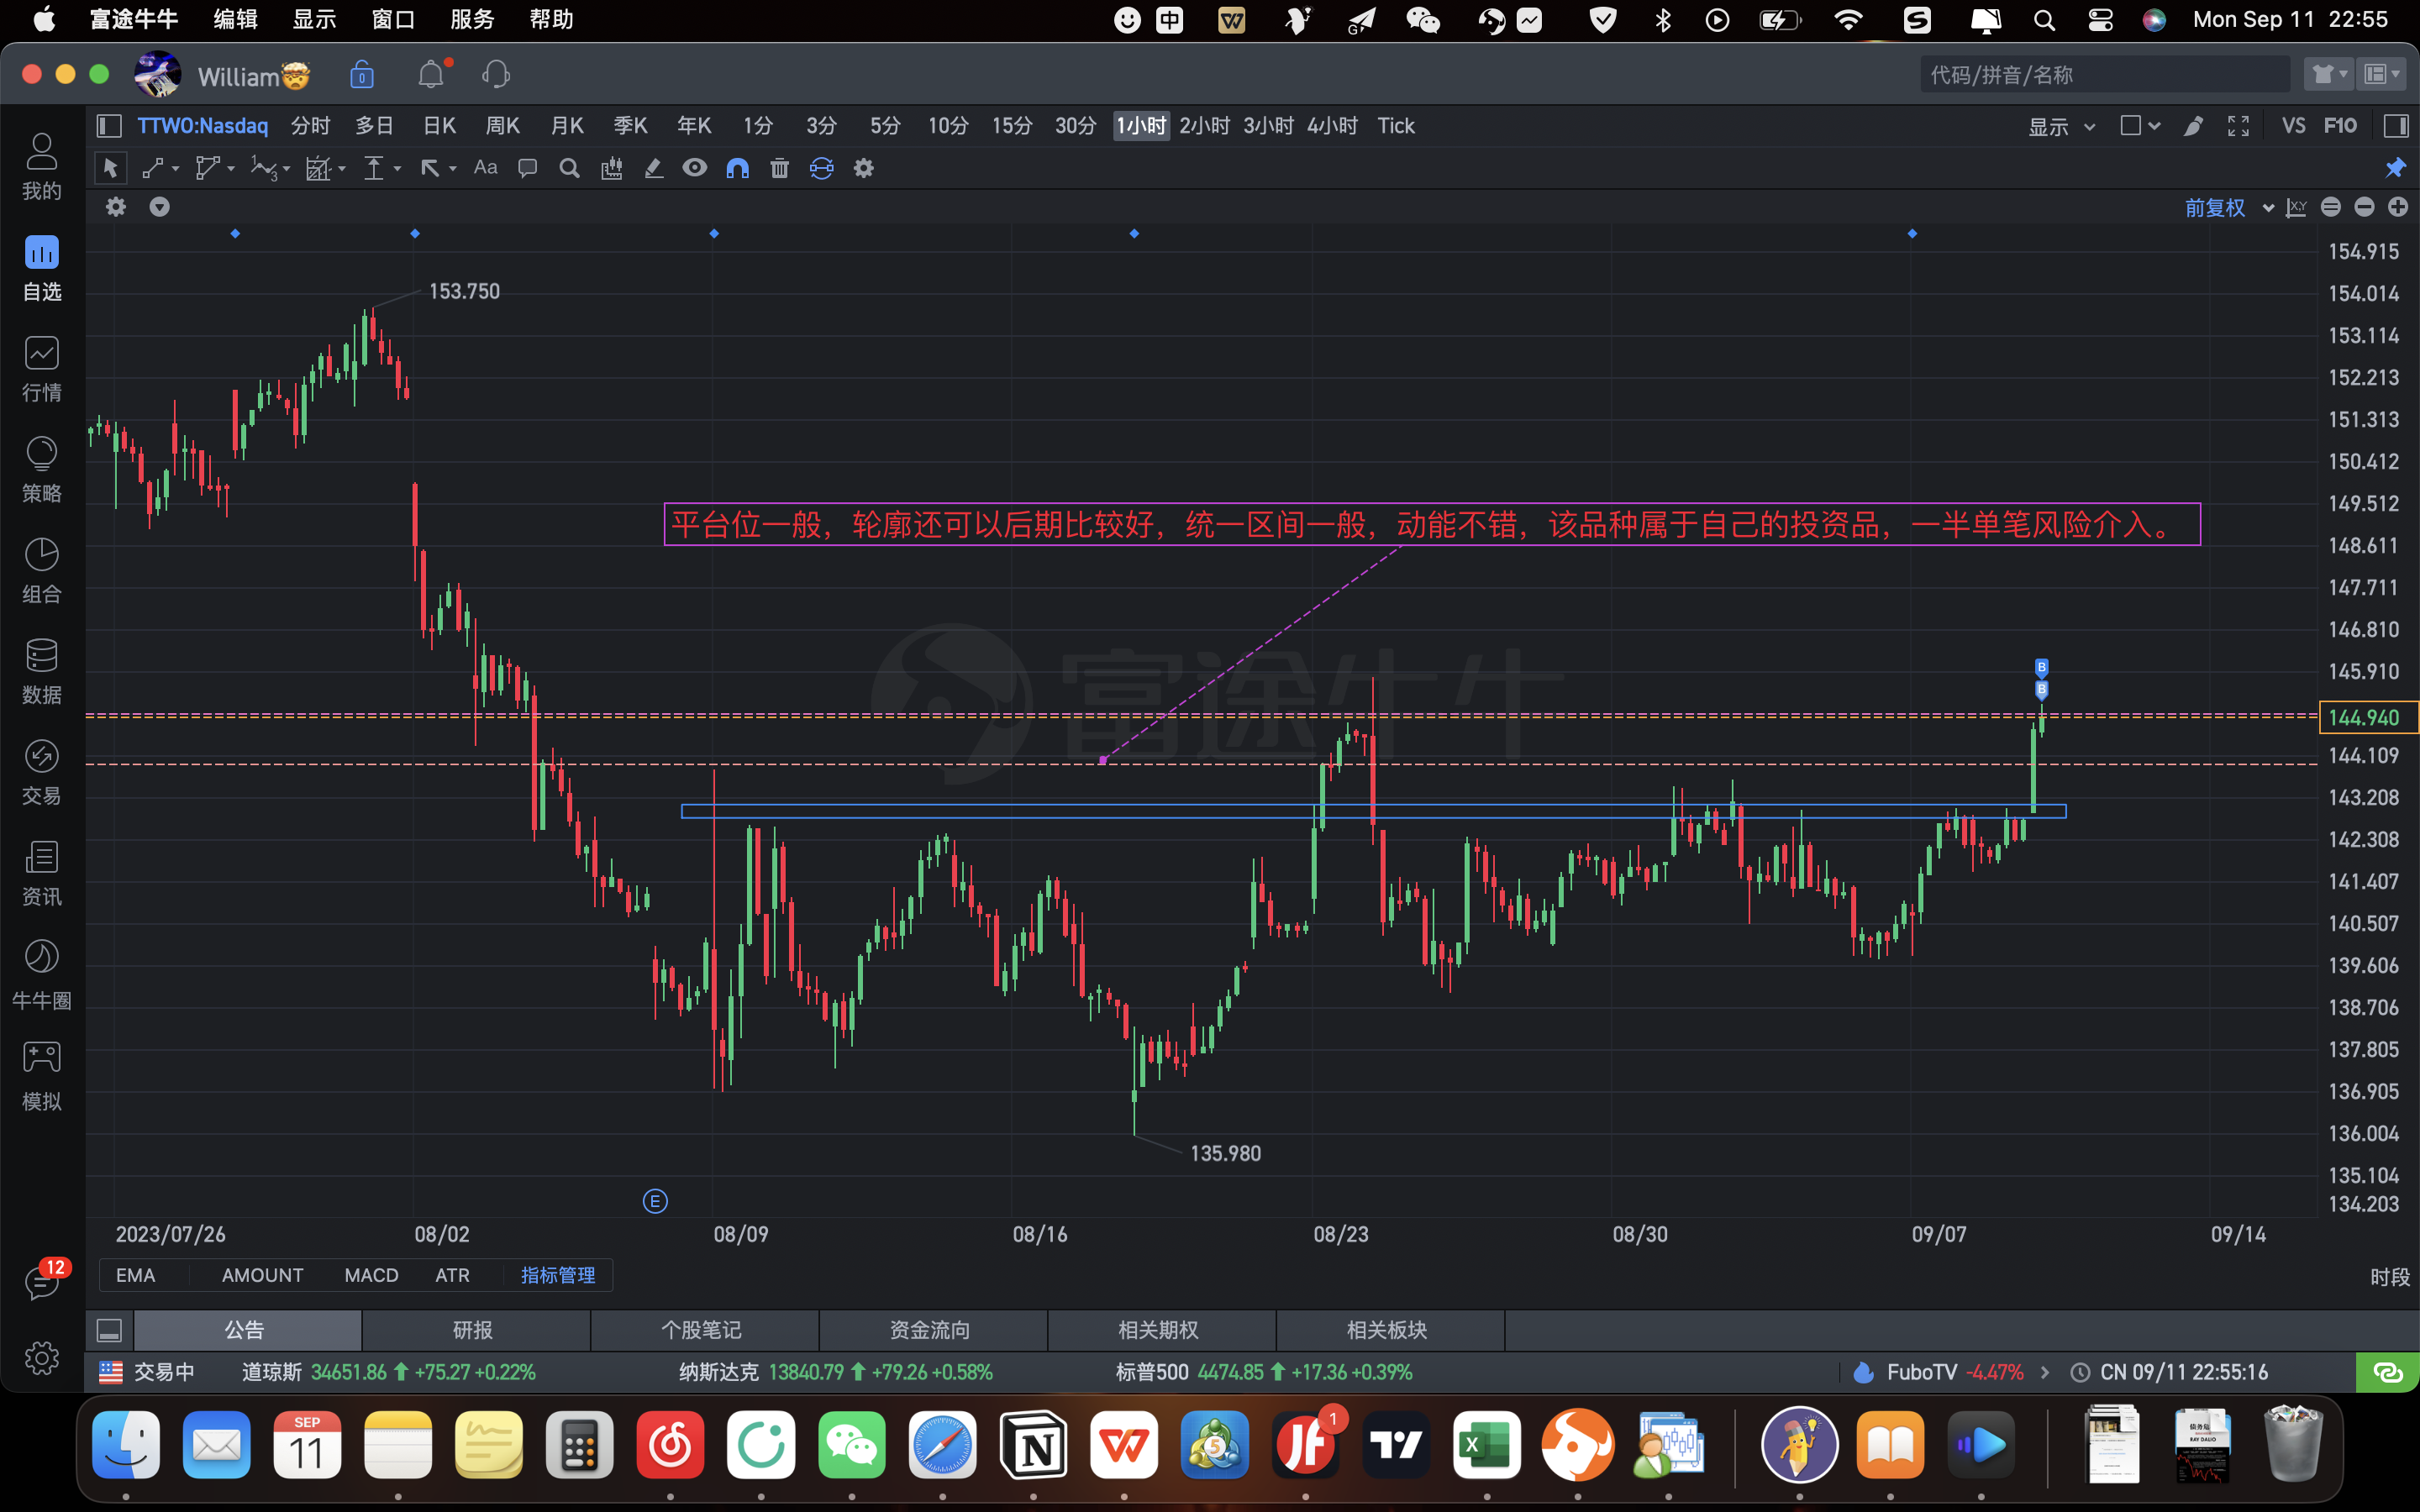 富途牛牛 编辑 显示 窗口 服务 帮助 中 Mon Sep 11 22:55
William 0 代码/拼音/名称
TTWO:Nasdaq 分时 多日 日K 周K 月K 季K 年K 1分 3分 5分 10分 15分 30分 1小时 2小时 3小时 4小时 Tick 显示 VS F10
Aa
前复权 X,Y
我的
自选
行情
策略
组合
数据
交易
资讯
牛牛圈
模拟
12
153.750
平台位一般，轮廓还可以后期比较好，统一区间一般，动能不错，该品种属于自己的投资品，一半单笔风险介入。
富途牛牛
B
B
135.980
E
154.915
154.014
153.114
152.213
151.313
150.412
149.512
148.611
147.711
146.810
145.910
144.940
144.109
143.208
142.308
141.407
140.507
139.606
138.706
137.805
136.905
136.004
135.104
134.203
2023/07/26 08/02 08/09 08/16 08/23 08/30 09/07 09/14
EMA AMOUNT MACD ATR 指标管理 时段
公告 研报 个股笔记 资金流向 相关期权 相关板块
交易中 道琼斯 34651.86 +75.27 +0.22% 纳斯达克 13840.79 +79.26 +0.58% 标普500 4474.85 +17.36 +0.39% FuboTV -4.47% CN 09/11 22:55:16
SEP
11
5
1
RAY DALIO